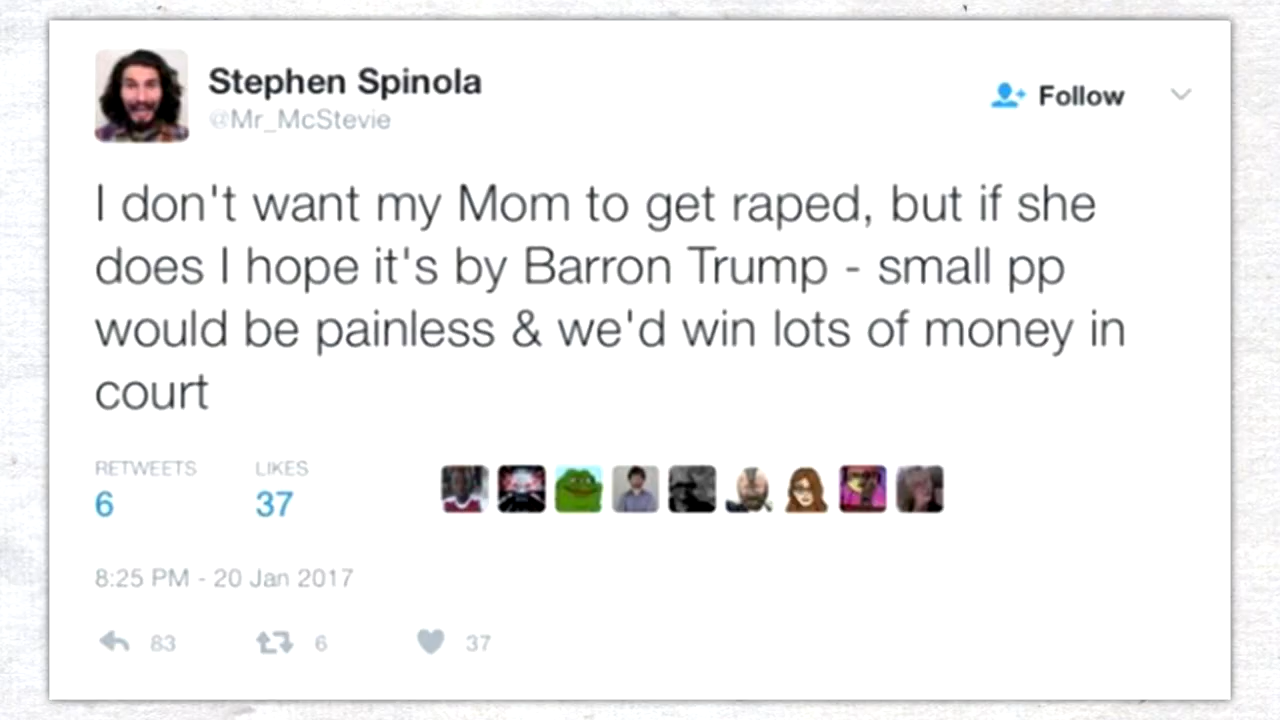 Stephen Spinola
@Mr_McStevie
Follow
I don't want my Mom to get raped, but if she
does I hope it's by Barron Trump - small pp
would be painless & we'd win lots of money in
court
RETWEETS LIKES
6 37
8:25 PM - 20 Jan 2017
83 6 37